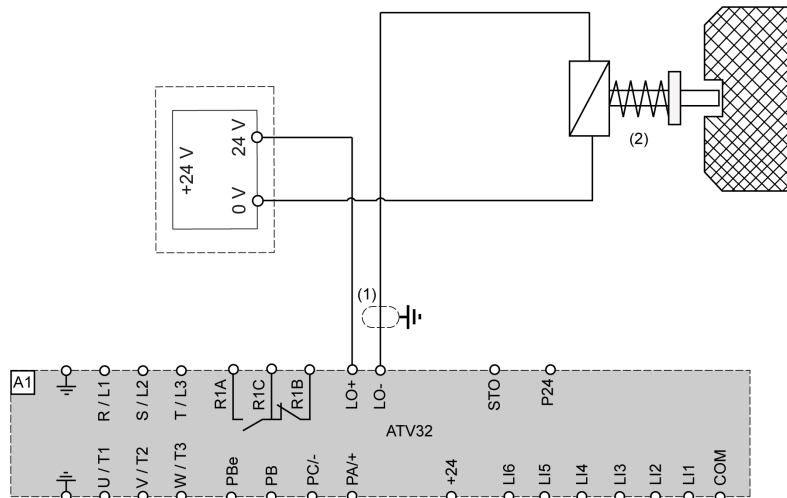 +24 V
24 V
0 V
(2)
(1)
A1
R / L1
S / L2
T / L3
R1A
R1C
R1B
LO+
LO-
STO
P24
ATV32
U / T1
V / T2
W / T3
PBe
PB
PC/-
PA/+
+24
LI6
LI5
LI4
LI3
LI2
LI1
COM